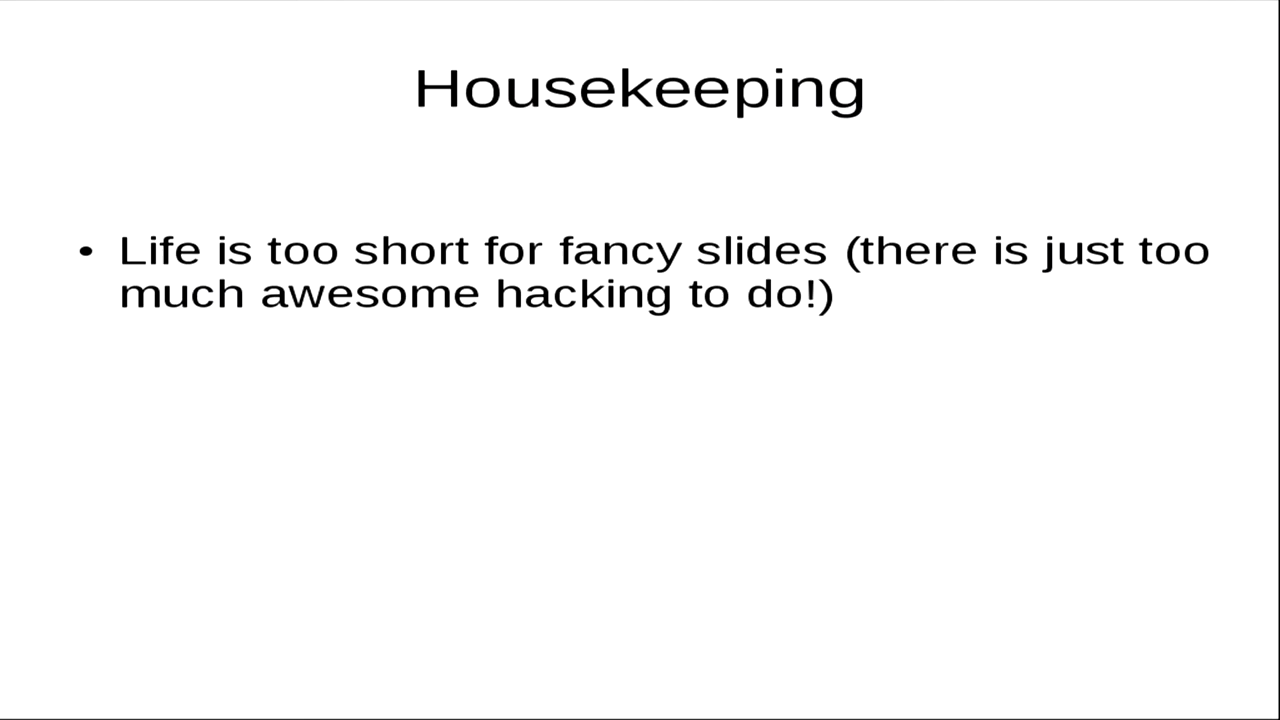 Housekeeping
• Life is too short for fancy slides (there is just too
much awesome hacking to do!)